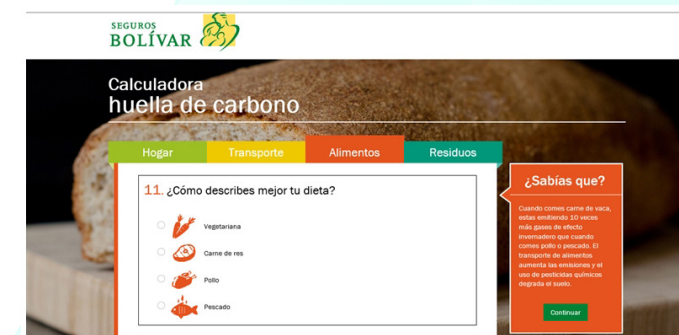 SEGUROS
BOLÍVAR
Calculadora
huella de carbono
Hogar
Transporte
Alimentos
Residuos
11. ¿Cómo describes mejor tu dieta?
Vegetariana
Carne de res
Pollo
Pescado
¿Sabías que?
Cuando comes carne de vaca,
estas emitiendo 10 veces
más gases de efecto
invernadero que cuando
comes pollo o pescado. El
transporte de alimentos
aumenta las emisiones y el
uso de pesticidas químicos
degrada el suelo.
Continuar